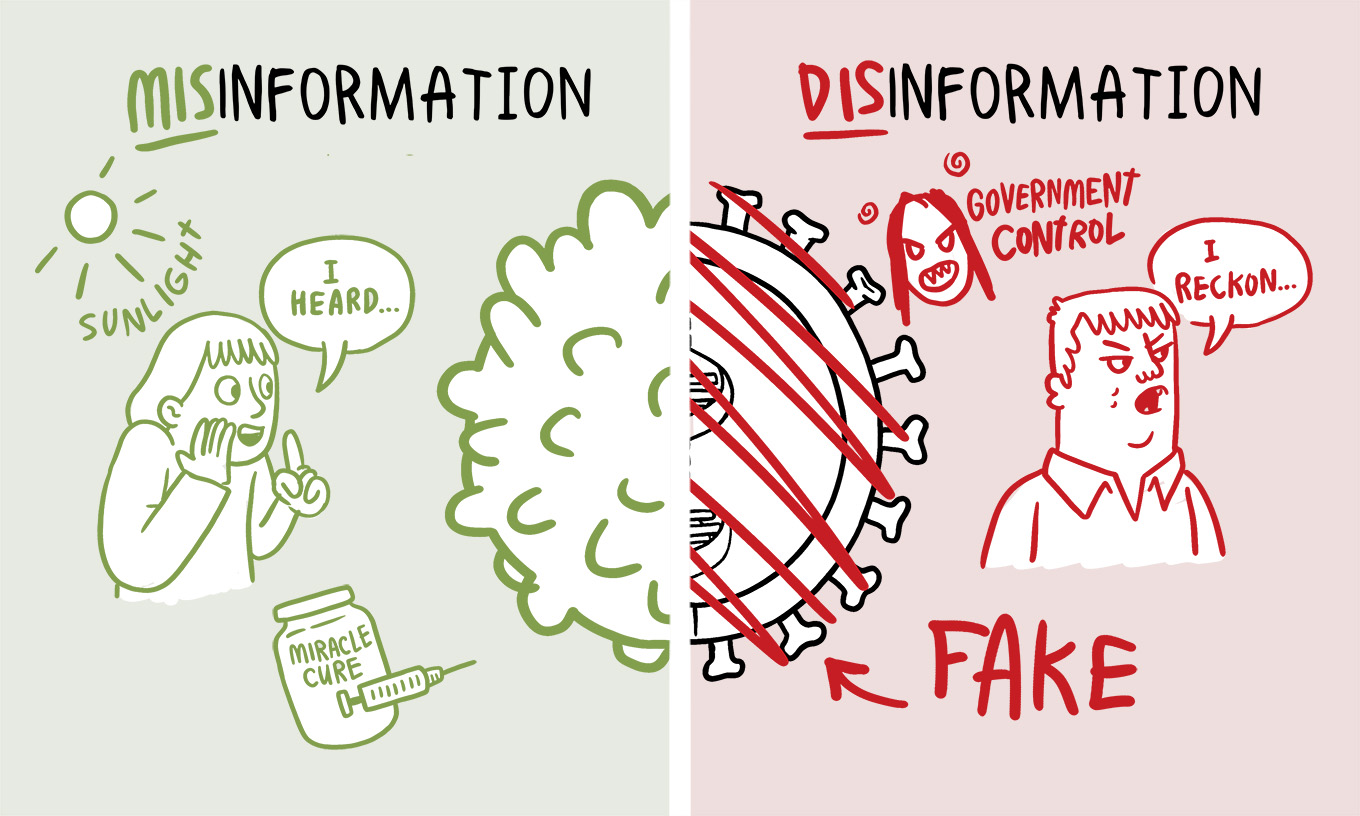 MISINFORMATION
SUNLIGHT
I
HEARD...
MIRACLE
CURE
DISINFORMATION
GOVERNMENT
CONTROL
I
RECKON...
FAKE